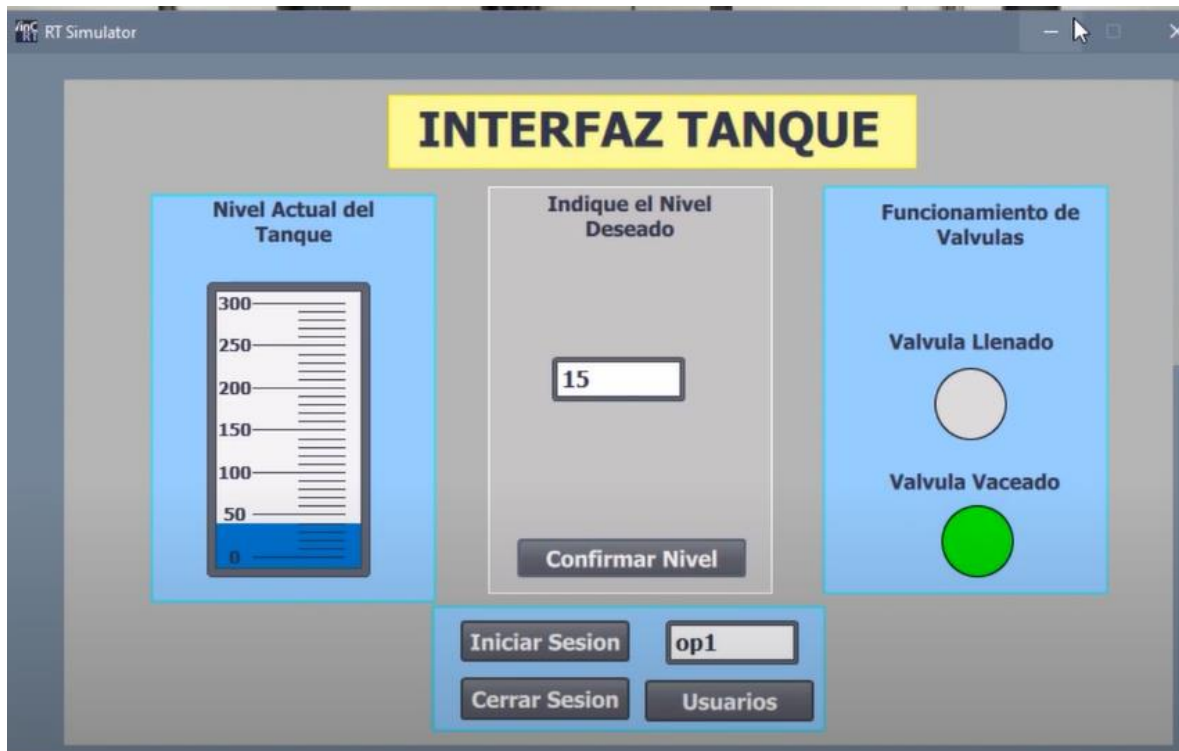 RT Simulator
INTERFAZ TANQUE
Nivel Actual del
Tanque
300
250
200
150
100
50
0
Indique el Nivel
Deseado
15
Confirmar Nivel
Funcionamiento de
Valvulas
Valvula Llenado
Valvula Vaceado
Iniciar Sesion
op1
Cerrar Sesion
Usuarios